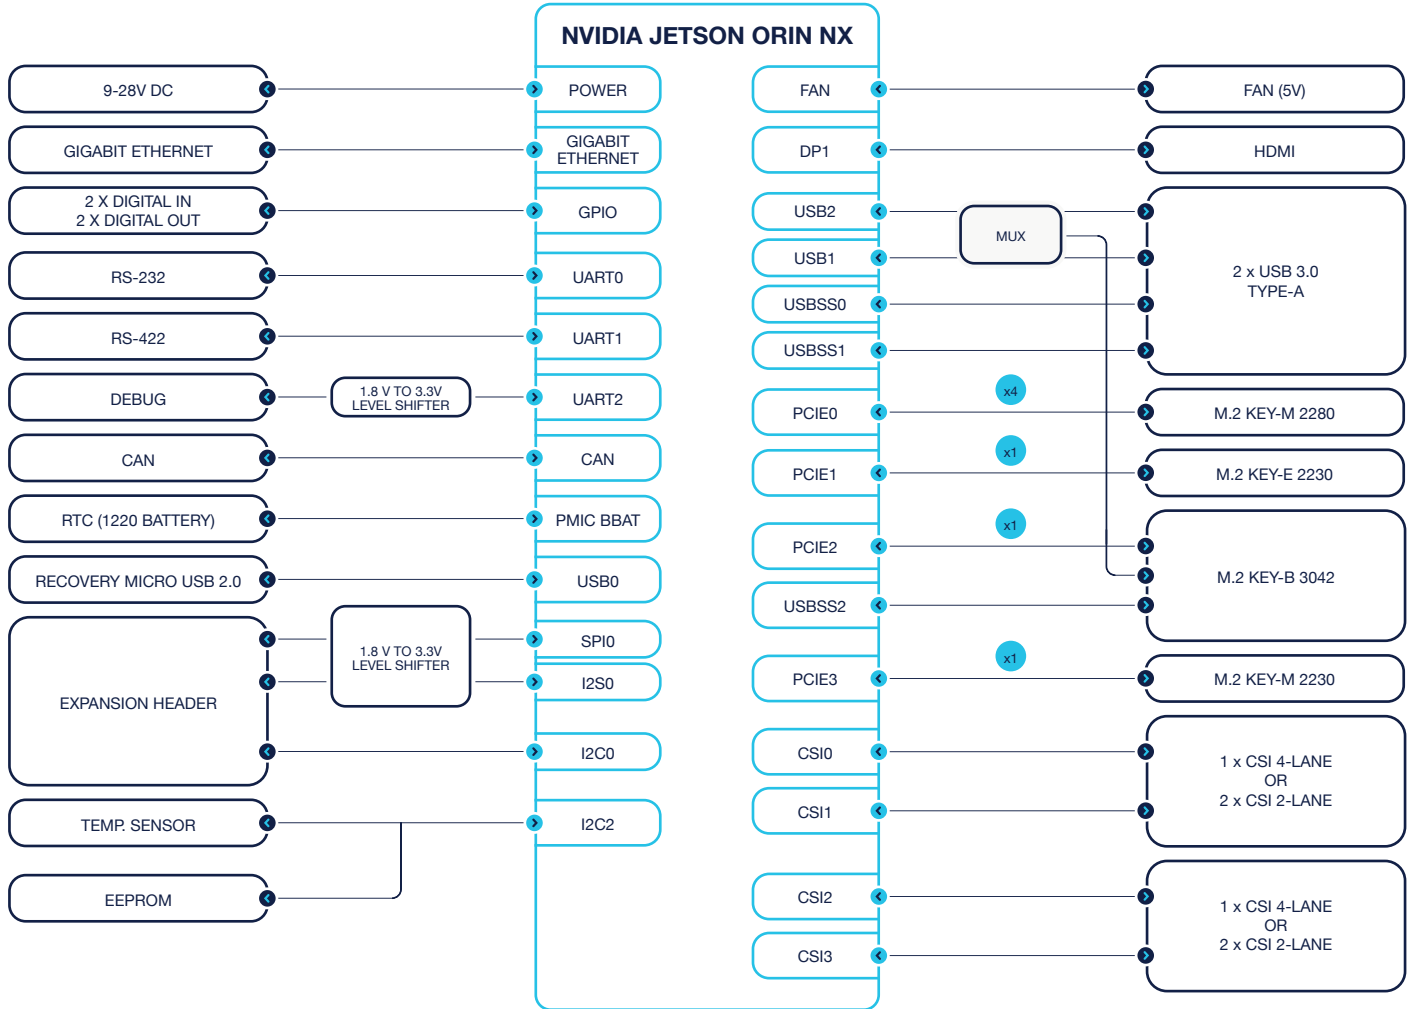 NVIDIA JETSON ORIN NX
9-28V DC
POWER
GIGABIT ETHERNET
GIGABIT
ETHERNET
2 X DIGITAL IN
2 X DIGITAL OUT
GPIO
RS-232
UART0
RS-422
UART1
DEBUG
1.8 V TO 3.3V
LEVEL SHIFTER
UART2
CAN
CAN
RTC (1220 BATTERY)
PMIC BBAT
RECOVERY MICRO USB 2.0
USB0
EXPANSION HEADER
1.8 V TO 3.3V
LEVEL SHIFTER
SPI0
I2S0
I2C0
TEMP. SENSOR
I2C2
EEPROM
FAN
FAN (5V)
DP1
HDMI
USB2
MUX
USB1
USBSS0
USBSS1
2 x USB 3.0
TYPE-A
PCIE0
x4
M.2 KEY-M 2280
PCIE1
x1
M.2 KEY-E 2230
PCIE2
x1
USBSS2
M.2 KEY-B 3042
PCIE3
x1
M.2 KEY-M 2230
CSI0
CSI1
1 x CSI 4-LANE
OR
2 x CSI 2-LANE
CSI2
CSI3
1 x CSI 4-LANE
OR
2 x CSI 2-LANE